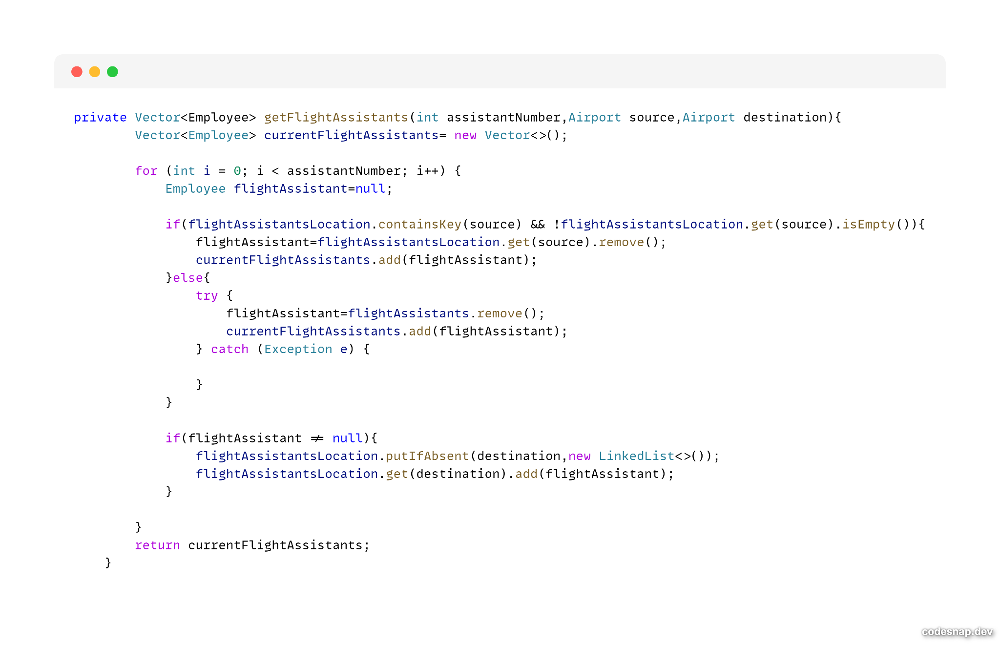 private Vector<Employee> getFlightAssistants(int assistantNumber,Airport source,Airport destination){
        Vector<Employee> currentFlightAssistants= new Vector<>();
        for (int i = 0; i < assistantNumber; i++) {
            Employee flightAssistant=null;
            if(flightAssistantsLocation.containsKey(source) && !flightAssistantsLocation.get(source).isEmpty()){
                flightAssistant=flightAssistantsLocation.get(source).remove();
                currentFlightAssistants.add(flightAssistant);
            }else{
                try {
                    flightAssistant=flightAssistants.remove();
                    currentFlightAssistants.add(flightAssistant);
                } catch (Exception e) {
                }
            }
            if(flightAssistant ≠ null){
                flightAssistantsLocation.putIfAbsent(destination,new LinkedList<>());
                flightAssistantsLocation.get(destination).add(flightAssistant);
            }
        }
        return currentFlightAssistants;
    }
codesnap.dev